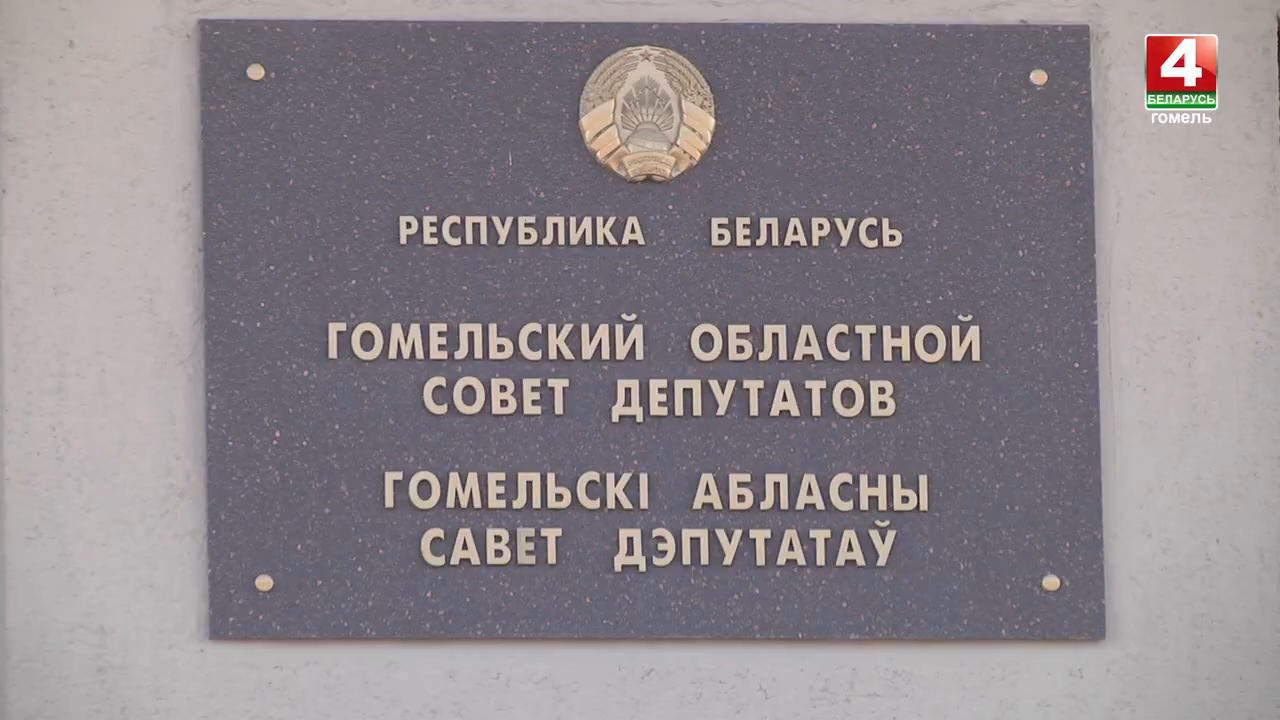 4
БЕЛАРУСЬ
ГОМЕЛЬ
РЕСПУБЛИКА БЕЛАРУСЬ
ГОМЕЛЬСКИЙ ОБЛАСТНОЙ
СОВЕТ ДЕПУТАТОВ
ГОМЕЛЬСКІ АБЛАСНЫ
САВЕТ ДЭПУТАТАЎ